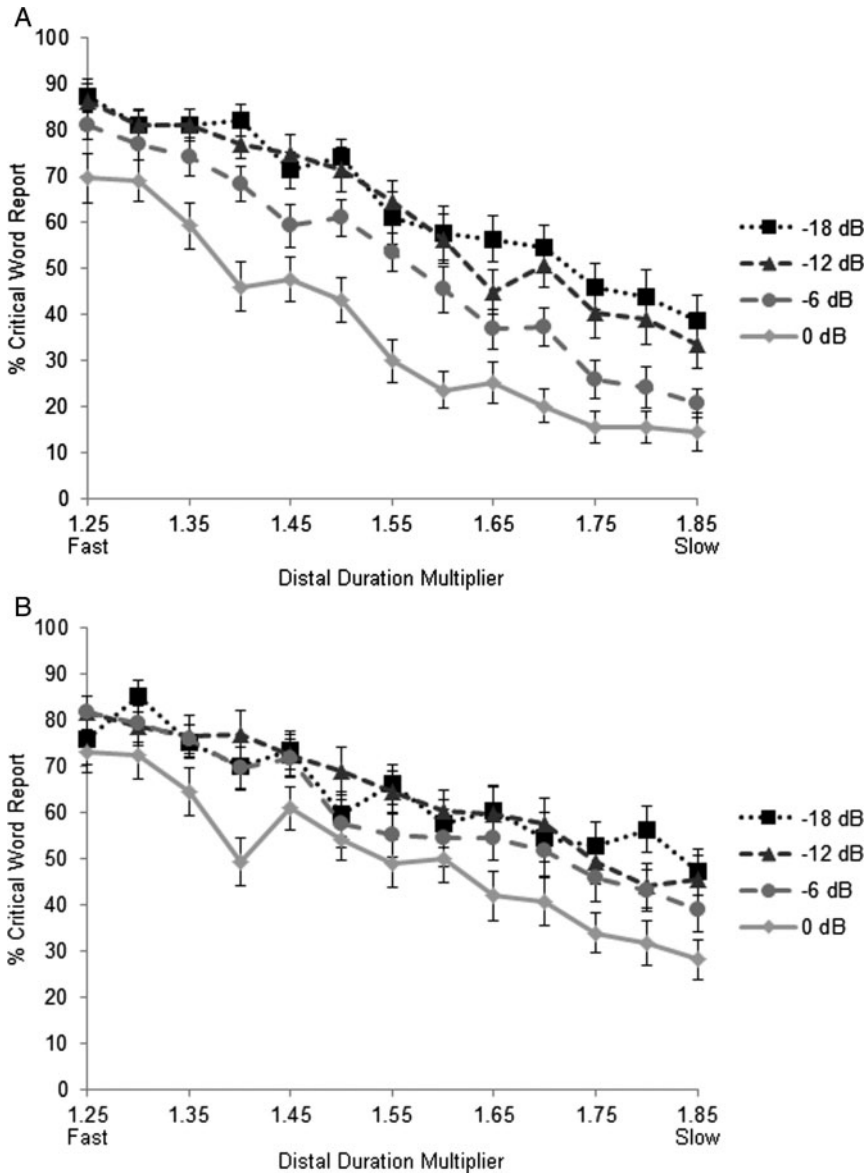 A
100
90
80
70
60
50
40
30
20
10
0
% Critical Word Report
1.25 1.35 1.45 1.55 1.65 1.75 1.85
Fast Slow
Distal Duration Multiplier
-18 dB
-12 dB
-6 dB
0 dB
B
100
90
80
70
60
50
40
30
20
10
0
% Critical Word Report
1.25 1.35 1.45 1.55 1.65 1.75 1.85
Fast Slow
Distal Duration Multiplier
-18 dB
-12 dB
-6 dB
0 dB